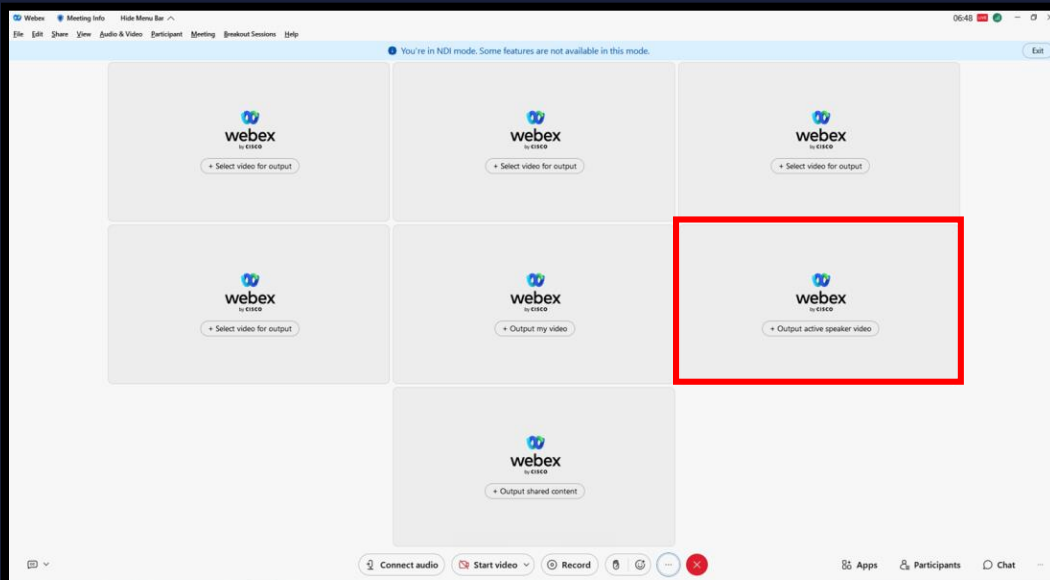 Webex Meeting Info Hide Menu Bar 06:48
File Edit Share View Audio & Video Participant Meeting Breakout Sessions Help
You're in NDI mode. Some features are not available in this mode. Exit
webex webex webex
by CISCO by CISCO by CISCO
+ Select video for output + Select video for output + Select video for output
webex webex webex
by CISCO by CISCO by CISCO
+ Select video for output + Output my video + Output active speaker video
webex
by CISCO
+ Output shared content
Connect audio Start video Record Apps Participants Chat